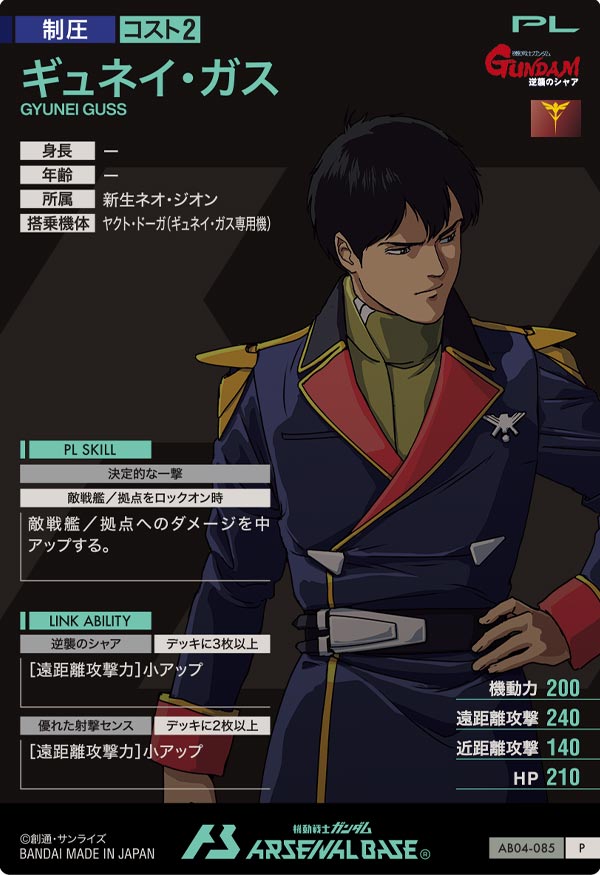 制圧 コスト2
PL
ギュネイ・ガス
GYUNEI GUSS
機動戦士ガンダム
GUNDAM
逆襲のシャア
身長 ー
年齢 ー
所属 新生ネオ・ジオン
搭乗機体 ヤクト・ドーガ(ギュネイ・ガス専用機)
PL SKILL
決定的な一撃
敵戦艦/拠点をロックオン時
敵戦艦/拠点へのダメージを中
アップする。
LINK ABILITY
逆襲のシャア デッキに3枚以上
[遠距離攻撃力]小アップ
優れた射撃センス デッキに2枚以上
[遠距離攻撃力]小アップ
機動力 200
遠距離攻撃 240
近距離攻撃 140
HP 210
©創通・サンライズ
BANDAI MADE IN JAPAN
機動戦士ガンダム
ARSENAL BASE®
AB04-085 P